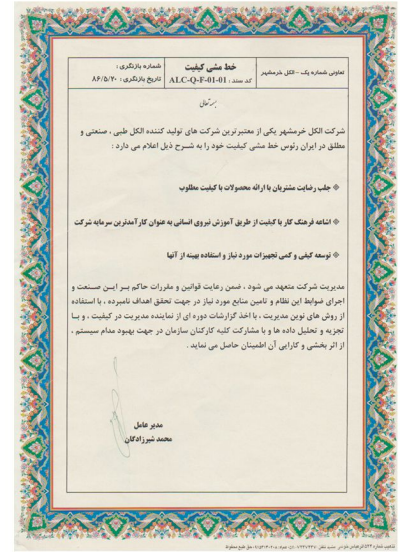 تعاونی شماره یک - الکل خرمشهر
خط مشی کیفیت
کد سند : ALC-Q-F-01-01
شماره بازنگری :
تاریخ بازنگری : ۸۶/۵/۲۰
بسمه تعالی
شرکت الکل خرمشهر یکی از معتبرترین شرکت های تولید کننده الکل طبی ، صنعتی و
مطلق در ایران رئوس خط مشی کیفیت خود را به شــرح ذیل اعلام می دارد :
جلب رضایت مشتریان با ارائه محصولات با کیفیت مطلوب
اشاعه فرهنگ کار با کیفیت از طریق آموزش نیروی انسانی به عنوان کارآمدترین سرمایه شرکت
توسعه کیفی و کمی تجهیزات مورد نیاز و استفاده بهینه از آنها
مدیریت شرکت متعهد می شود ، ضمن رعایت قوانین و مقررات حاکم بـر ایـن صـنعت و
اجرای ضوابط این نظام و تامین منابع مورد نیاز در جهت تحقق اهداف نامبرده ، با استفاده
از روش های نوین مدیریت ، با اخذ گزارشات دوره ای از نماینده مدیریت در کیفیت ، و بـا
تجزیه و تحلیل داده ها و با مشارکت کلیه کارکنان سازمان در جهت بهبود مدام سیستم ،
از اثر بخشی و کارایی آن اطمینان حاصل می نماید .
مدیر عامل
محمد شیرزادگان